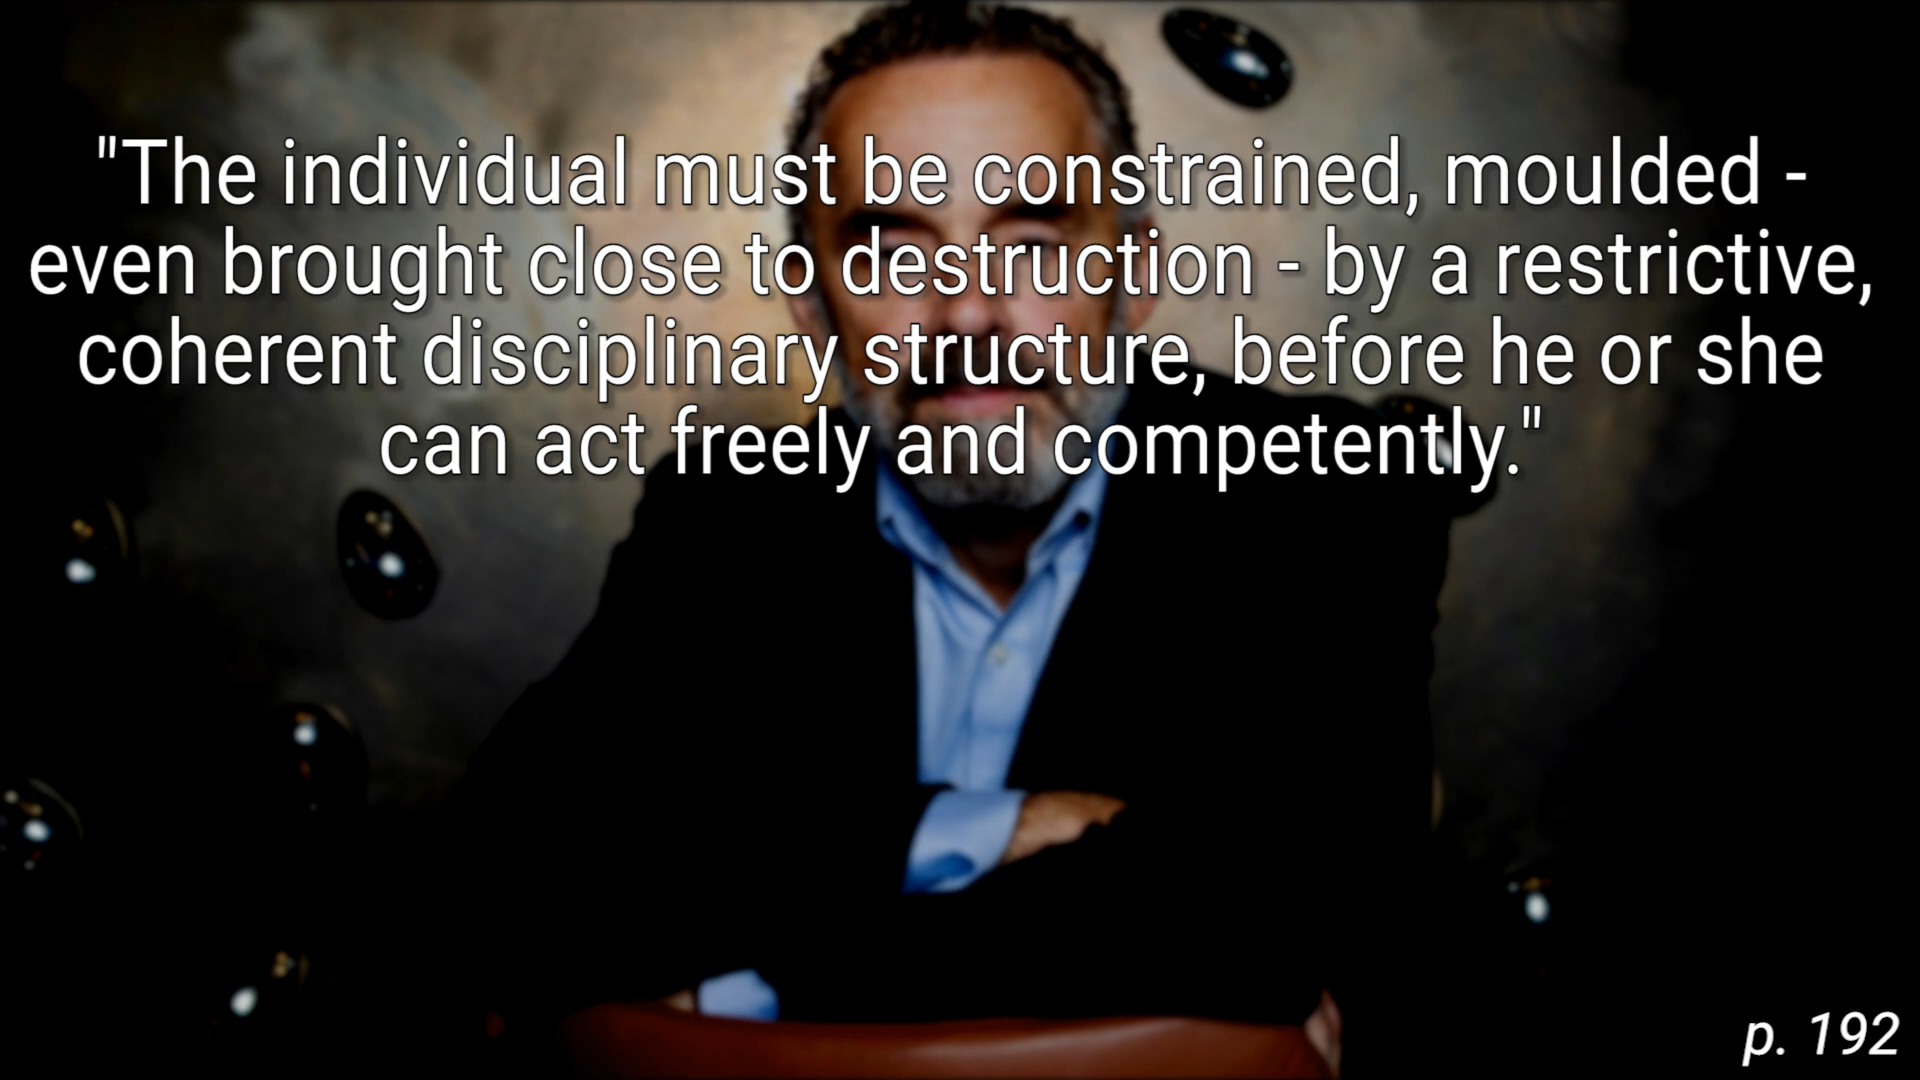 "The individual must be constrained, moulded -
even brought close to destruction - by a restrictive,
coherent disciplinary structure, before he or she
can act freely and competently."
p. 192